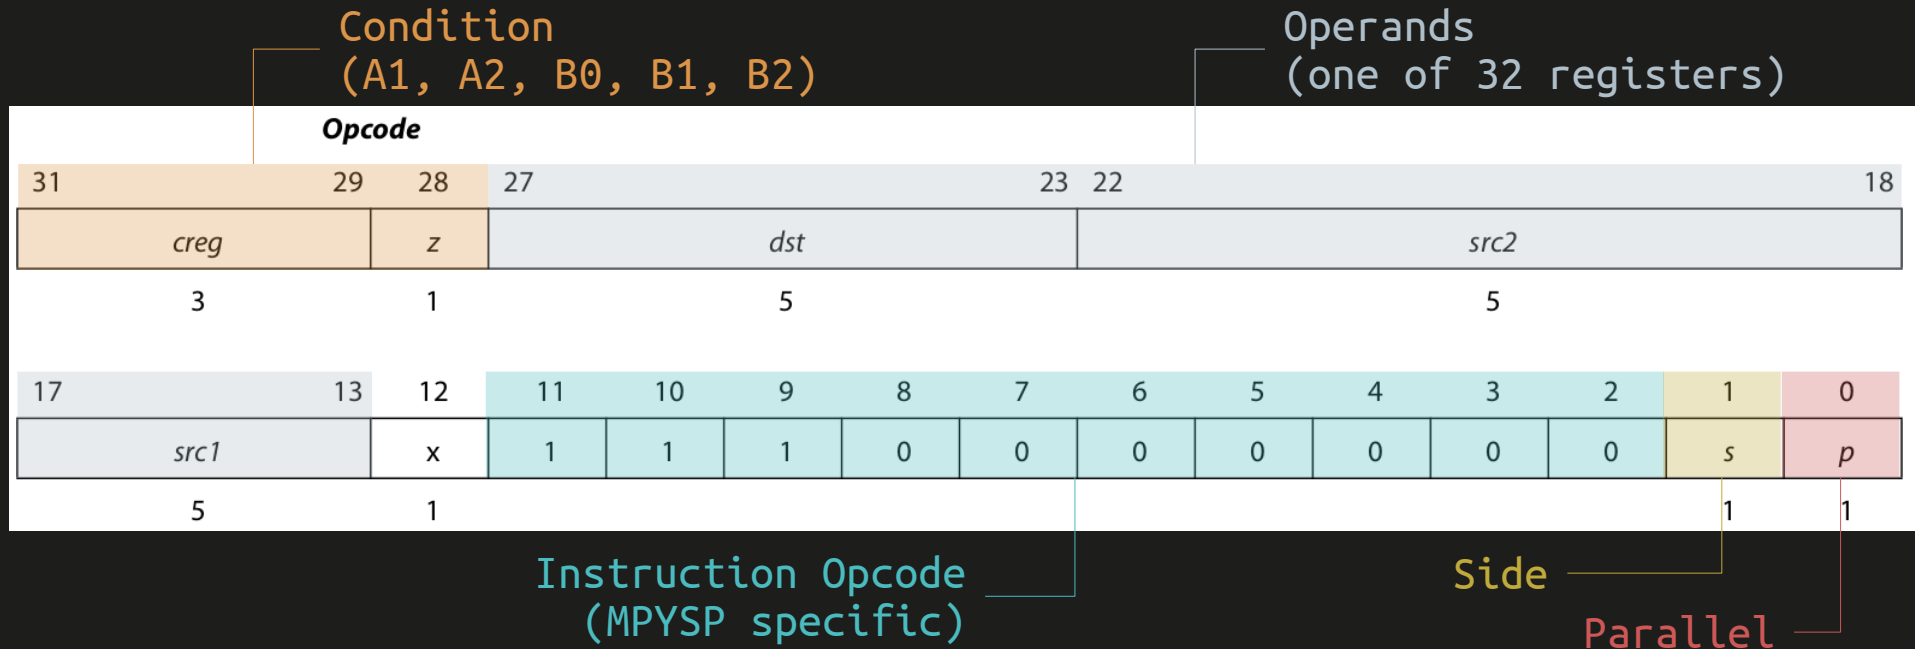 Condition
(A1, A2, B0, B1, B2)
Operands
(one of 32 registers)
Opcode
31 29 28 27 23 22 18
creg z dst src2
3 1 5 5
17 13 12 11 10 9 8 7 6 5 4 3 2 1 0
src1 x 1 1 1 0 0 0 0 0 0 0 s p
5 1 1 1
Instruction Opcode
(MPYSP specific)
Side
Parallel